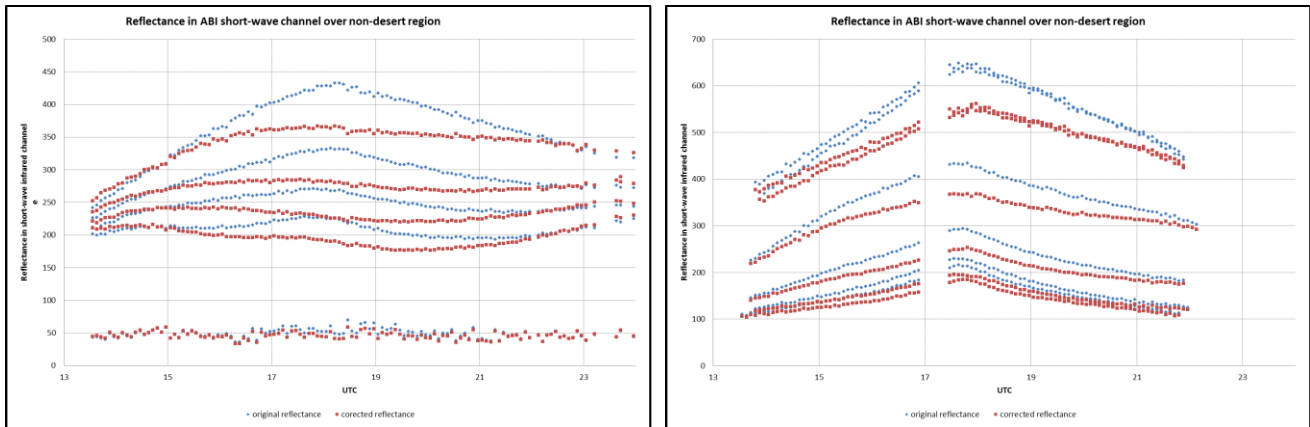 Reflectance in ABI short-wave channel over non-desert region
500
450
400
350
300
250
200
150
100
50
0
Reflectance in short-wave infrared channel
e
13 15 17 19 21 23
UTC
original reflectance corrected reflectance
Reflectance in ABI short-wave channel over non-desert region
700
600
500
400
300
200
100
0
Reflectance in short-wave infrared channel
13 15 17 19 21 23
UTC
original reflectance corrected reflectance